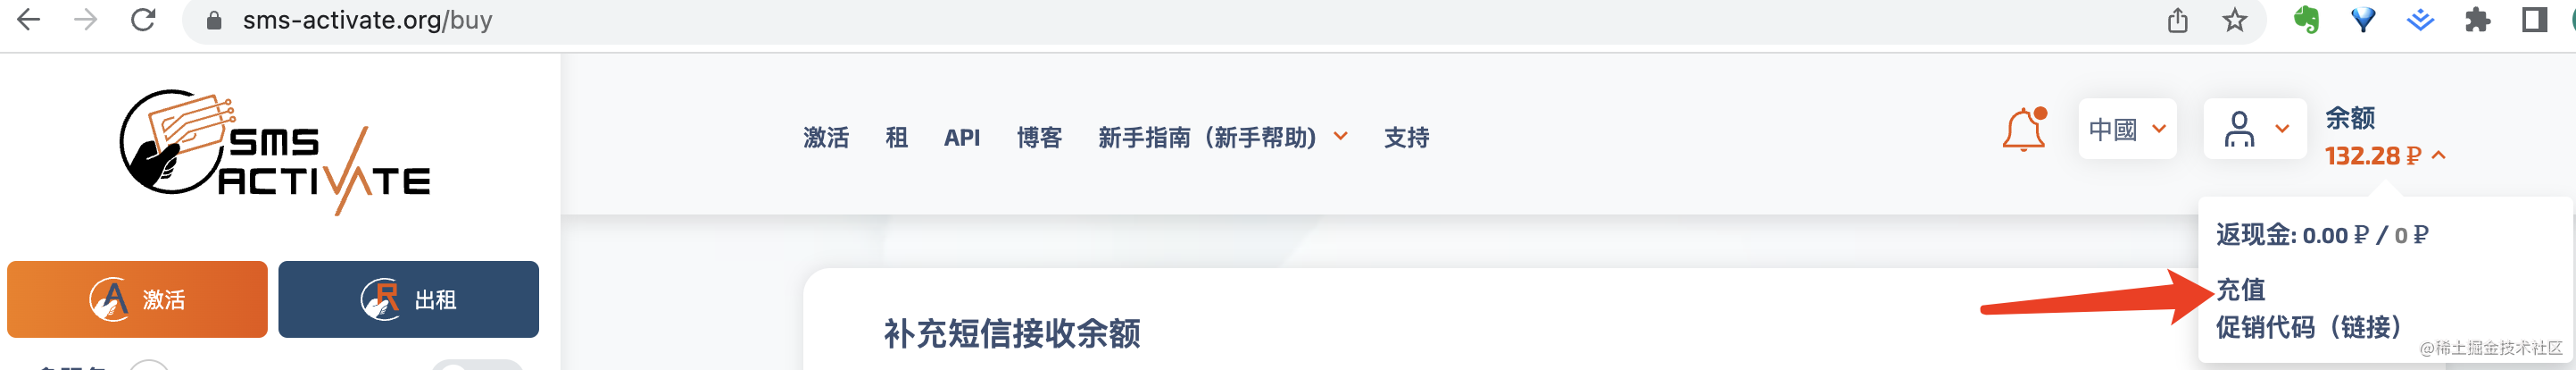 sms-activate.org/buy
SMS
ACTIVATE
激活 租 API 博客 新手指南（新手帮助） 支持
中國
余额
132.28 ₽
返现金: 0.00 ₽ / 0 ₽
充值
促销代码（链接）
A 激活
R 出租
补充短信接收余额
@稀土掘金技术社区